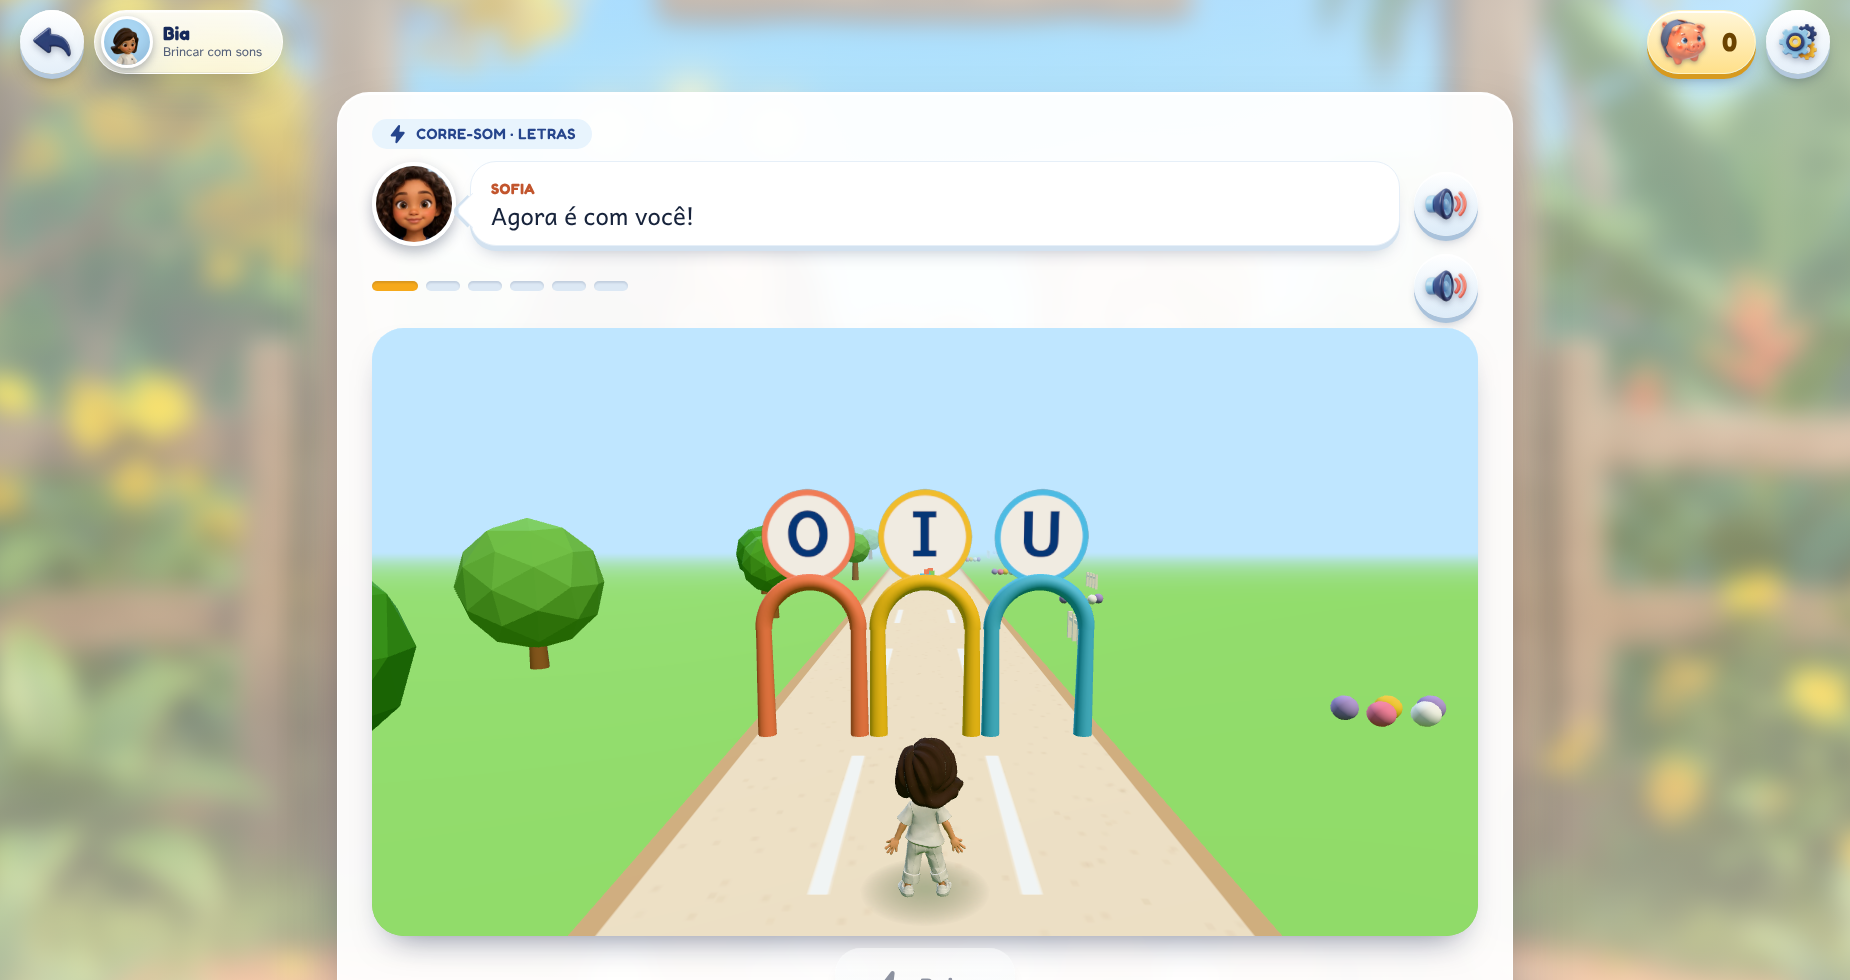 Bia
Brincar com sons
0
CORRE-SOM · LETRAS
SOFIA
Agora é com você!
O I U